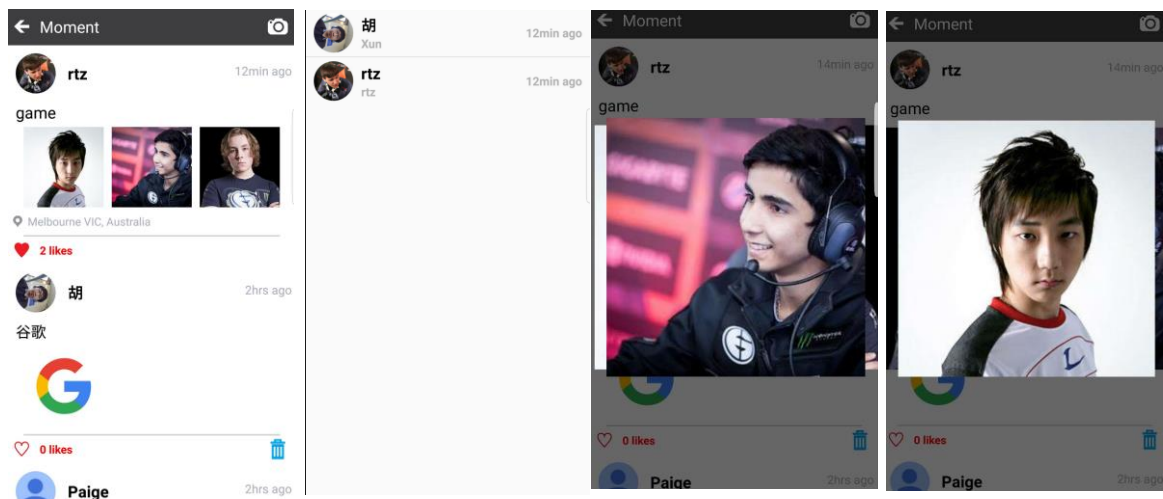 Moment
rtz
12min ago
game
Melbourne VIC, Australia
2 likes
胡
2hrs ago
谷歌
0 likes
Paige
2hrs ago
胡
Xun
12min ago
rtz
rtz
12min ago
Moment
rtz
14min ago
game
GIGABYTE
0 likes
Paige
2hrs ago
Moment
rtz
14min ago
game
L
0 likes
Paige
2hrs ago